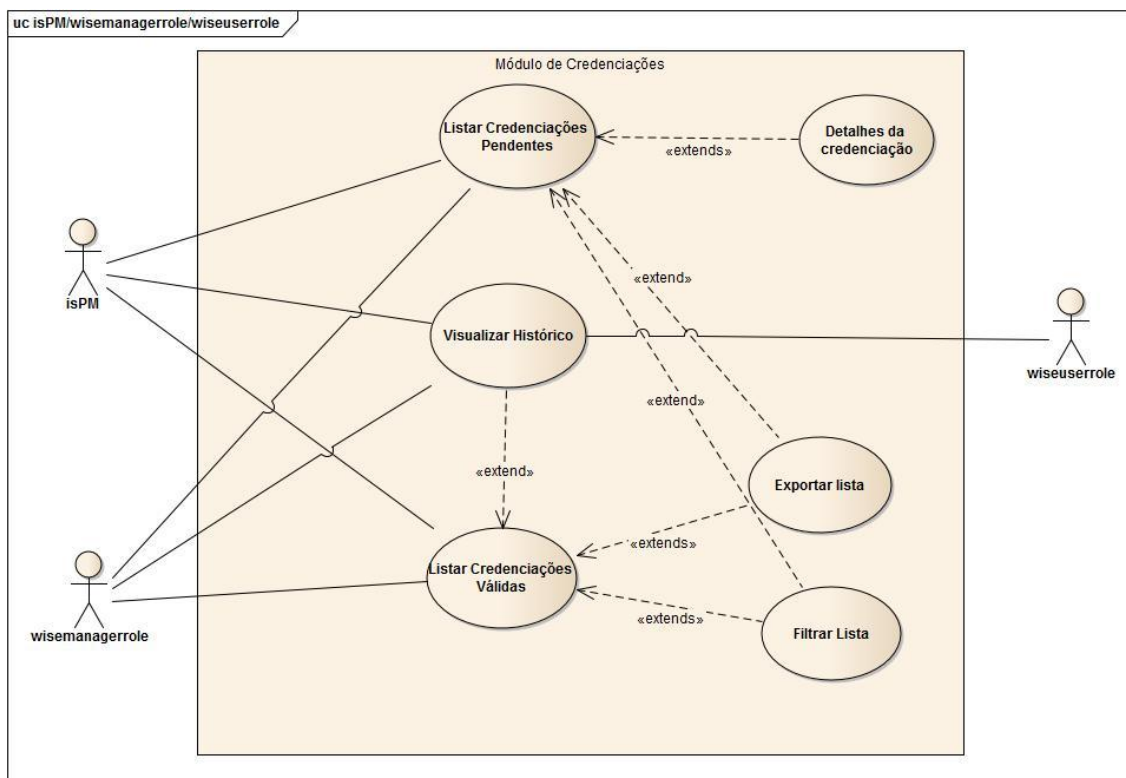 uc isPM/wisemanagerrole/wiseuserrole
Módulo de Credenciações
Listar Credenciações
Pendentes
Detalhes da
credenciação
«extends»
«extend»
isPM
Visualizar Histórico
wiseuserrole
«extend»
«extend»
Exportar lista
«extends»
Listar Credenciações
Válidas
«extends»
Filtrar Lista
wisemanagerrole